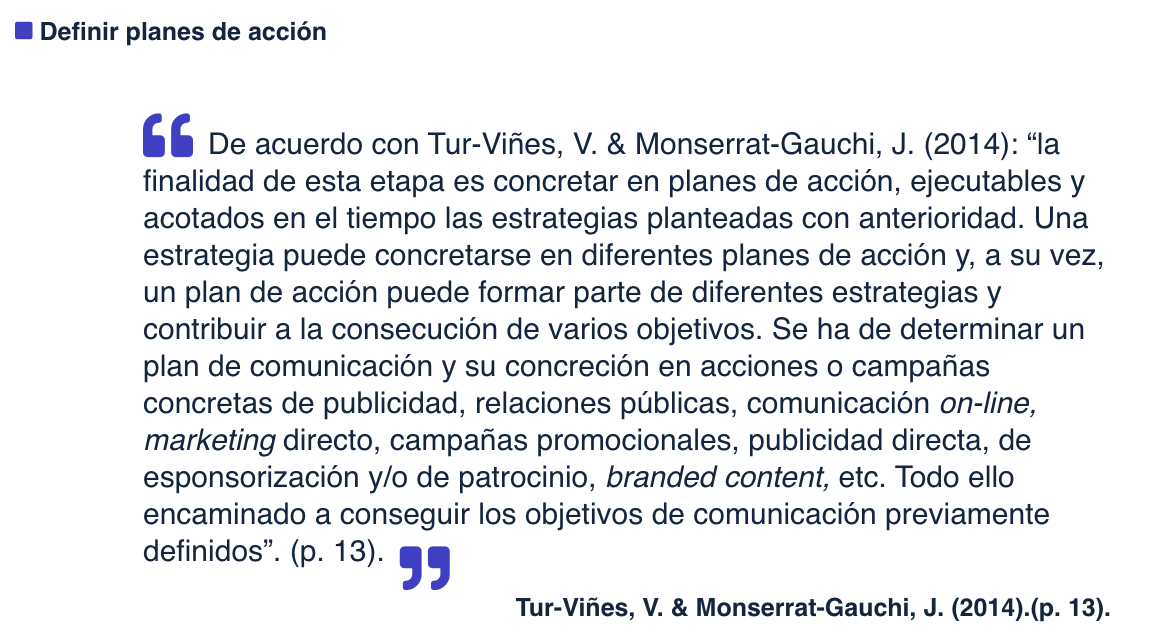 Definir planes de acción
De acuerdo con Tur-Viñes, V. & Monserrat-Gauchi, J. (2014): “la
finalidad de esta etapa es concretar en planes de acción, ejecutables y
acotados en el tiempo las estrategias planteadas con anterioridad. Una
estrategia puede concretarse en diferentes planes de acción y, a su vez,
un plan de acción puede formar parte de diferentes estrategias y
contribuir a la consecución de varios objetivos. Se ha de determinar un
plan de comunicación y su concreción en acciones o campañas
concretas de publicidad, relaciones públicas, comunicación on-line,
marketing directo, campañas promocionales, publicidad directa, de
esponsorización y/o de patrocinio, branded content, etc. Todo ello
encaminado a conseguir los objetivos de comunicación previamente
definidos”. (p. 13).
Tur-Viñes, V. & Monserrat-Gauchi, J. (2014).(p. 13).